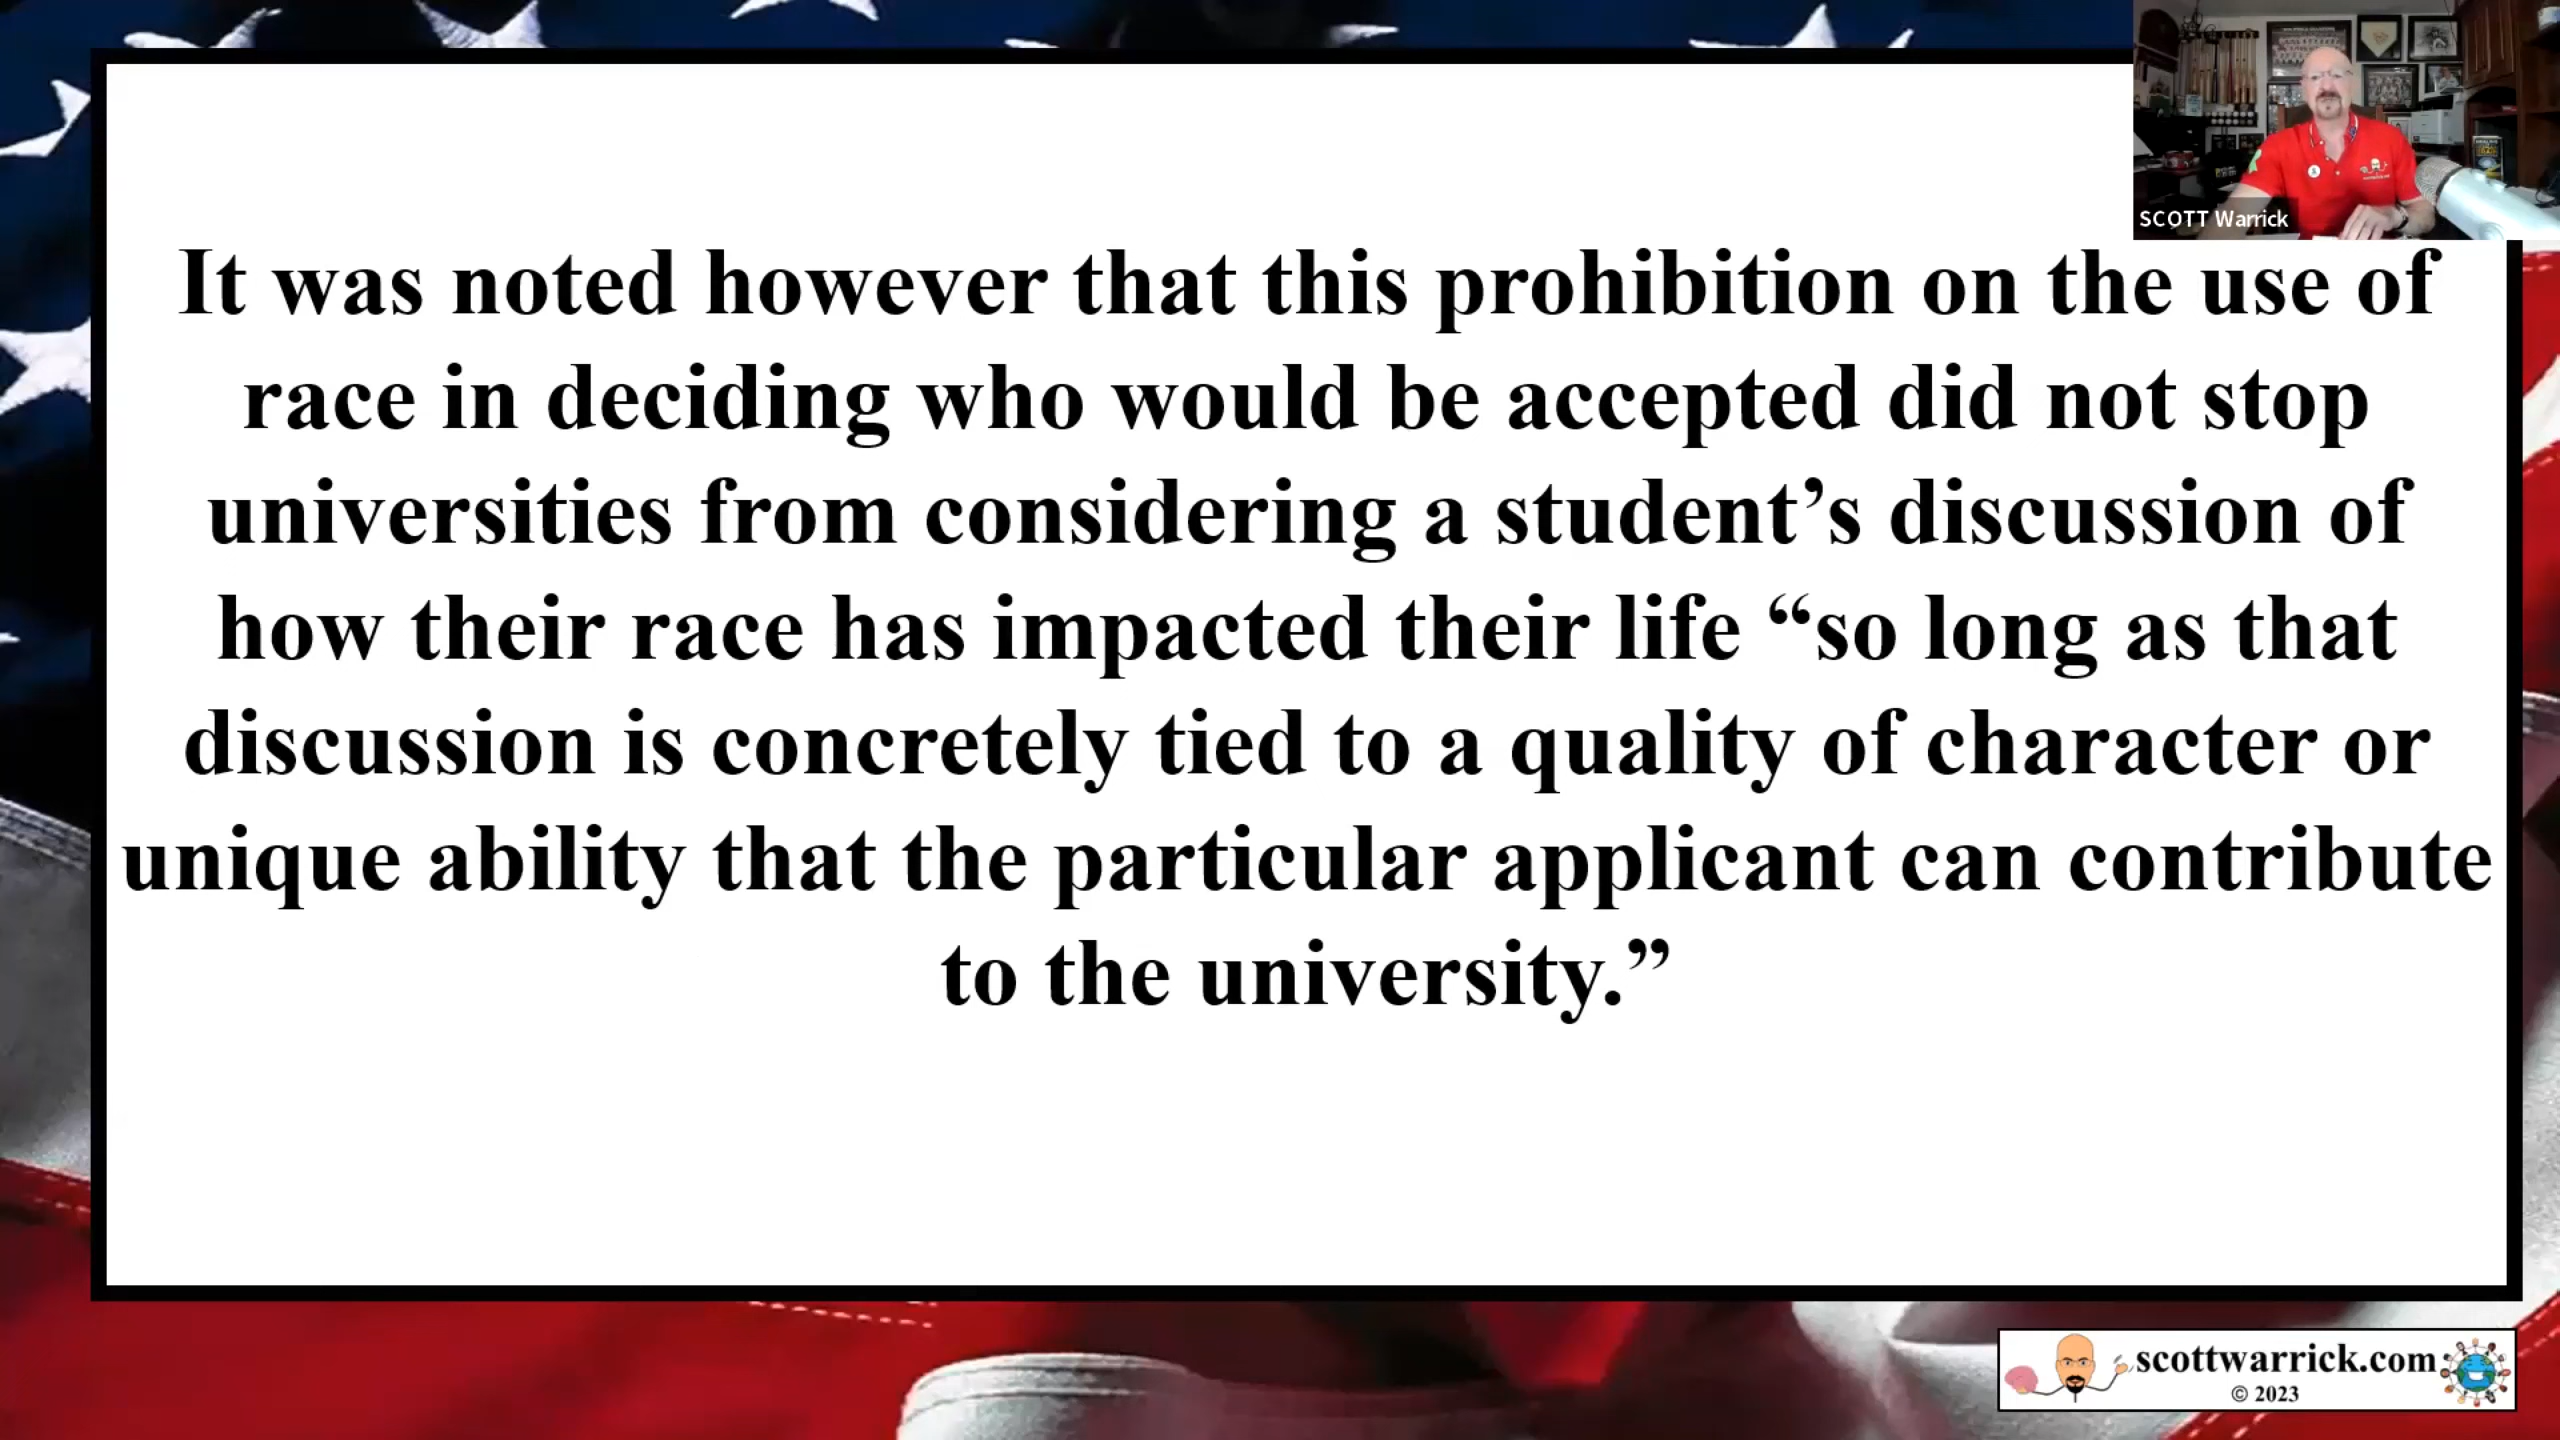 SCOTT Warrick
It was noted however that this prohibition on the use of
race in deciding who would be accepted did not stop
universities from considering a student’s discussion of
how their race has impacted their life “so long as that
discussion is concretely tied to a quality of character or
unique ability that the particular applicant can contribute
to the university.”
scottwarrick.com
© 2023